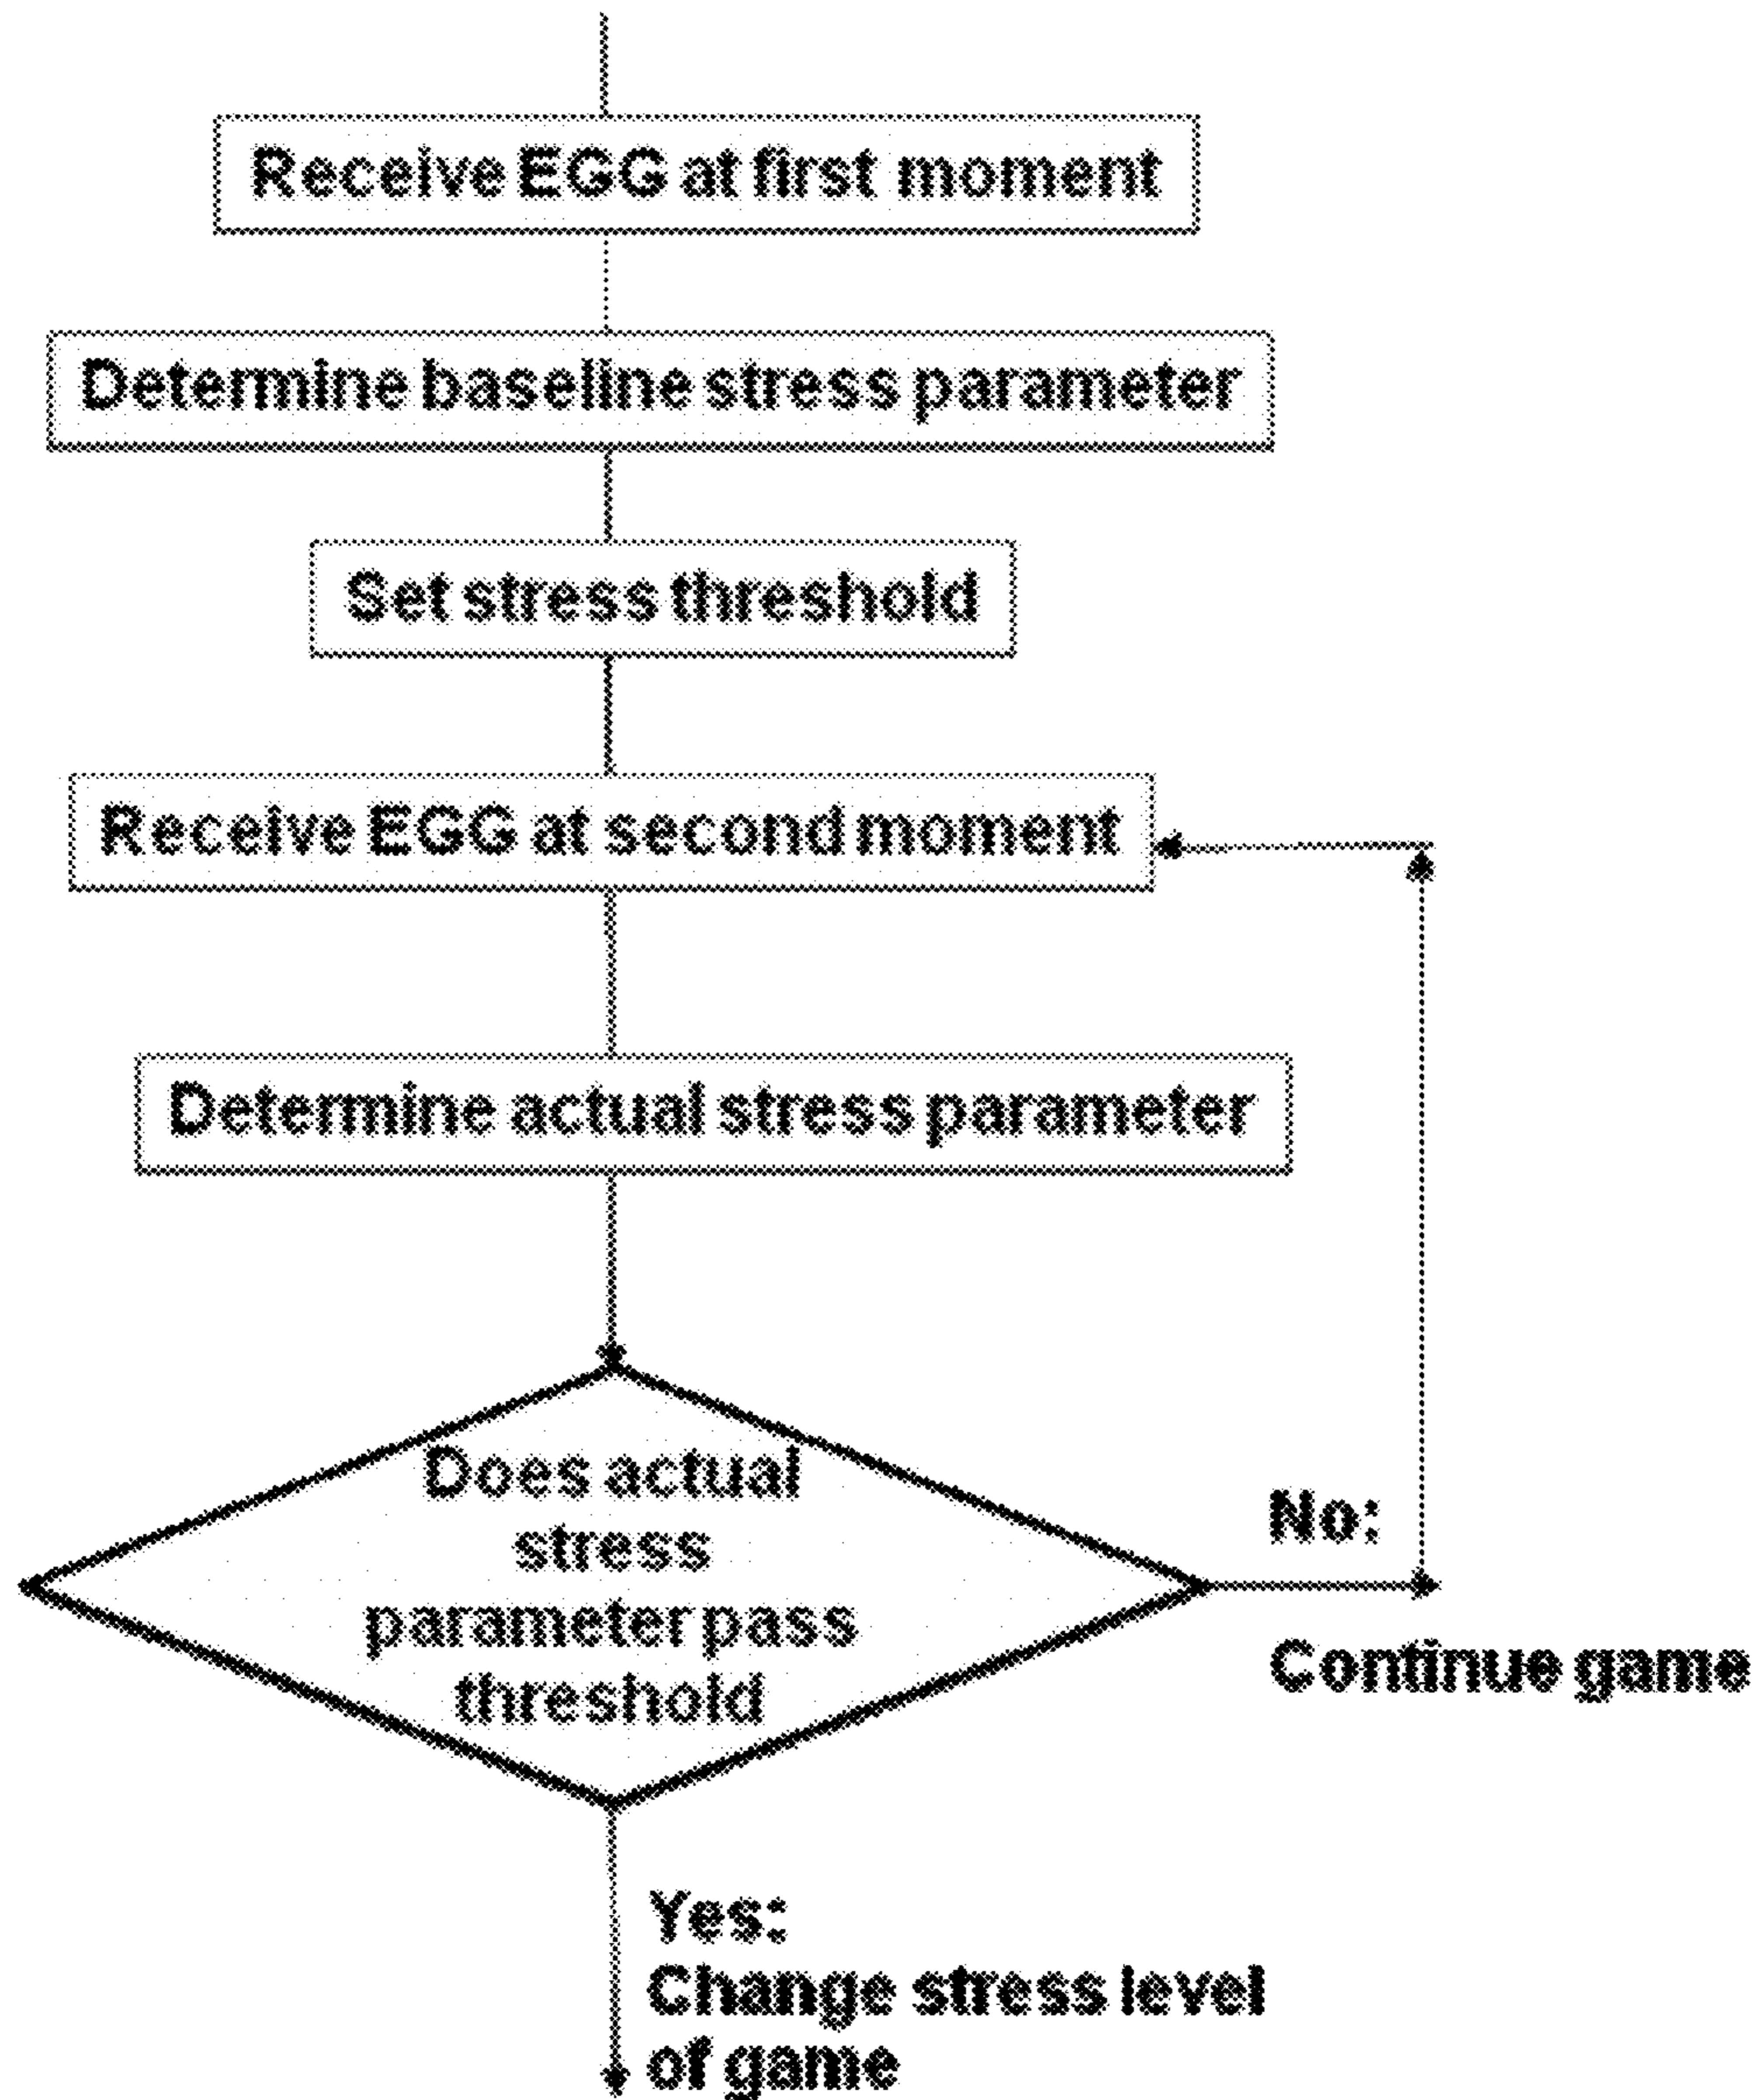 Receive EGG at first moment
Determine baseline stress parameter
Set stress threshold
Receive EGG at second moment
Determine actual stress parameter
Does actual
stress
parameter pass
threshold
No:
Continue game
Yes:
Change stress level
of game